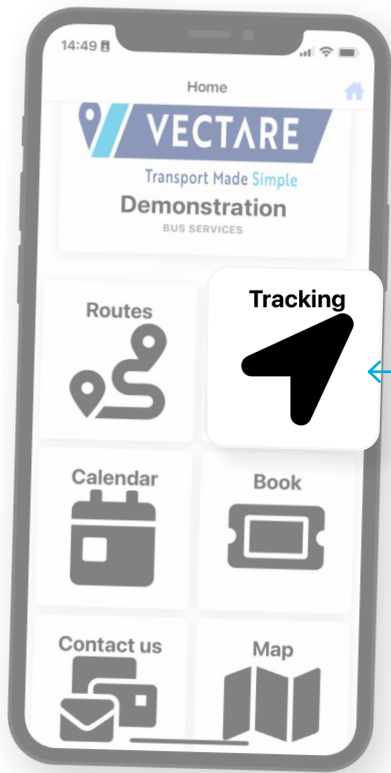 14:49
Home
VECTARE
Transport Made Simple
Demonstration
BUS SERVICES
Routes
Tracking
Calendar
Book
Contact us
Map